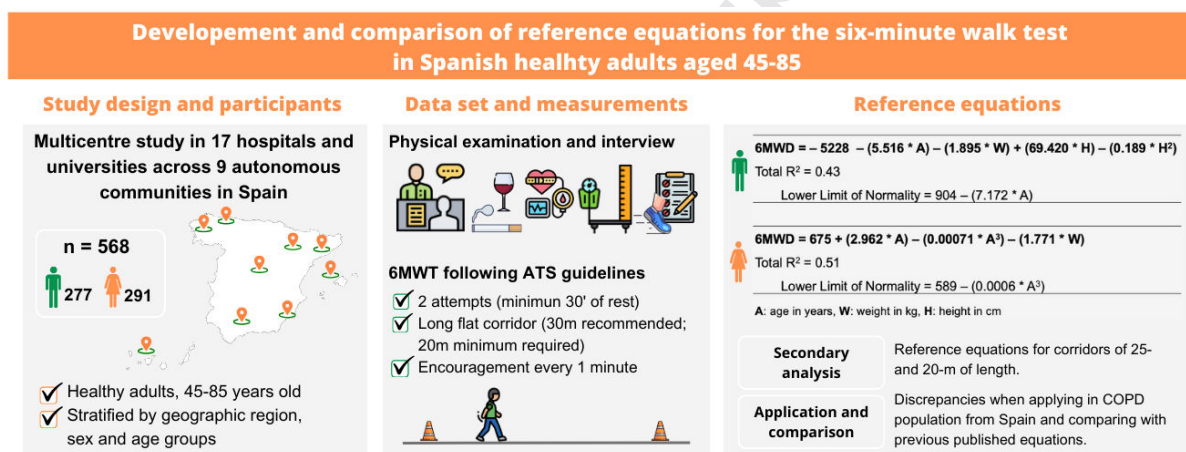 Developement and comparison of reference equations for the six-minute walk test
in Spanish healhty adults aged 45-85
Study design and participants
Multicentre study in 17 hospitals and
universities across 9 autonomous
communities in Spain
n = 568
277
291
Healthy adults, 45-85 years old
Stratified by geographic region,
sex and age groups
Data set and measurements
Physical examination and interview
6MWT following ATS guidelines
2 attempts (minimun 30' of rest)
Long flat corridor (30m recommended;
20m minimum required)
Encouragement every 1 minute
Reference equations
6MWD = – 5228 – (5.516 * A) – (1.895 * W) + (69.420 * H) – (0.189 * H²)
Total R² = 0.43
Lower Limit of Normality = 904 – (7.172 * A)
6MWD = 675 + (2.962 * A) – (0.00071 * A³) – (1.771 * W)
Total R² = 0.51
Lower Limit of Normality = 589 – (0.0006 * A³)
A: age in years, W: weight in kg, H: height in cm
Secondary
analysis
Reference equations for corridors of 25-
and 20-m of length.
Application and
comparison
Discrepancies when applying in COPD
population from Spain and comparing with
previous published equations.